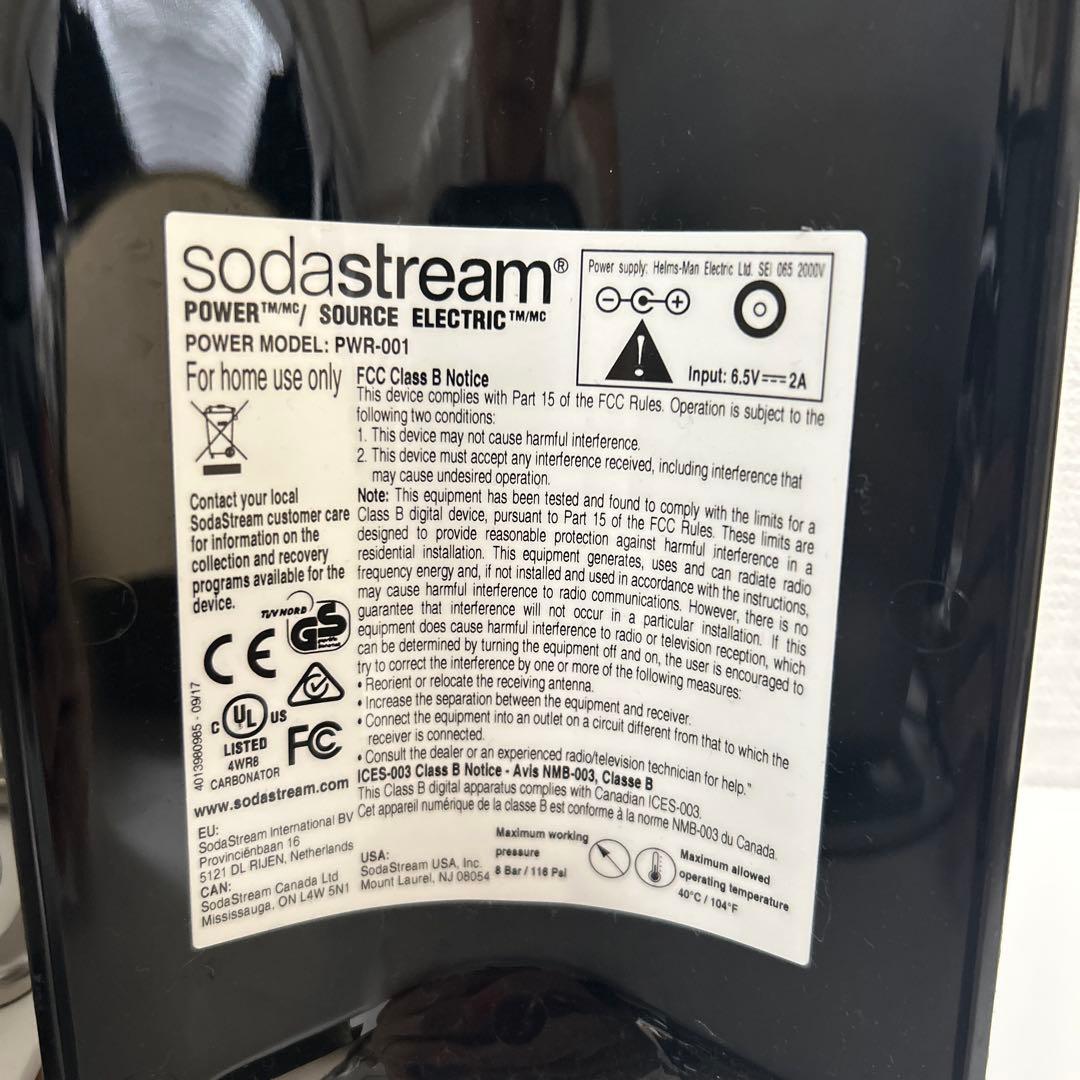 sodastream®
POWER™/MC/ SOURCE ELECTRIC™/MC
POWER MODEL: PWR-001
For home use only
Power supply: Helms-Man Electric Ltd. SEI 065 2000V
Input: 6.5V⎓2A
FCC Class B Notice
This device complies with Part 15 of the FCC Rules. Operation is subject to the
following two conditions:
1. This device may not cause harmful interference.
2. This device must accept any interference received, including interference that
may cause undesired operation.
Note: This equipment has been tested and found to comply with the limits for a
Class B digital device, pursuant to Part 15 of the FCC Rules. These limits are
designed to provide reasonable protection against harmful interference in a
residential installation. This equipment generates, uses and can radiate radio
frequency energy and, if not installed and used in accordance with the instructions,
may cause harmful interference to radio communications. However, there is no
guarantee that interference will not occur in a particular installation. If this
equipment does cause harmful interference to radio or television reception, which
can be determined by turning the equipment off and on, the user is encouraged to
try to correct the interference by one or more of the following measures:
• Reorient or relocate the receiving antenna.
• Increase the separation between the equipment and receiver.
• Connect the equipment into an outlet on a circuit different from that to which the
receiver is connected.
• Consult the dealer or an experienced radio/television technician for help."
ICES-003 Class B Notice - Avis NMB-003, Classe B
This Class B digital apparatus complies with Canadian ICES-003.
Cet appareil numérique de la classe B est conforme à la norme NMB-003 du Canada.
Contact your local
SodaStream customer care
for information on the
collection and recovery
programs available for the
device.
TÜV NORD
GS
CE
C UL US
LISTED
4WR8
CARBONATOR
FC
4013980985 - 09/17
www.sodastream.com
EU:
SodaStream International BV
Provinciënbaan 16
5121 DL RIJEN, Netherlands
CAN:
SodaStream Canada Ltd
Mississauga, ON L4W 5N1
USA:
SodaStream USA, Inc.
Mount Laurel, NJ 08054
Maximum working
pressure
8 Bar / 116 Pal
Maximum allowed
operating temperature
40°C / 104°F